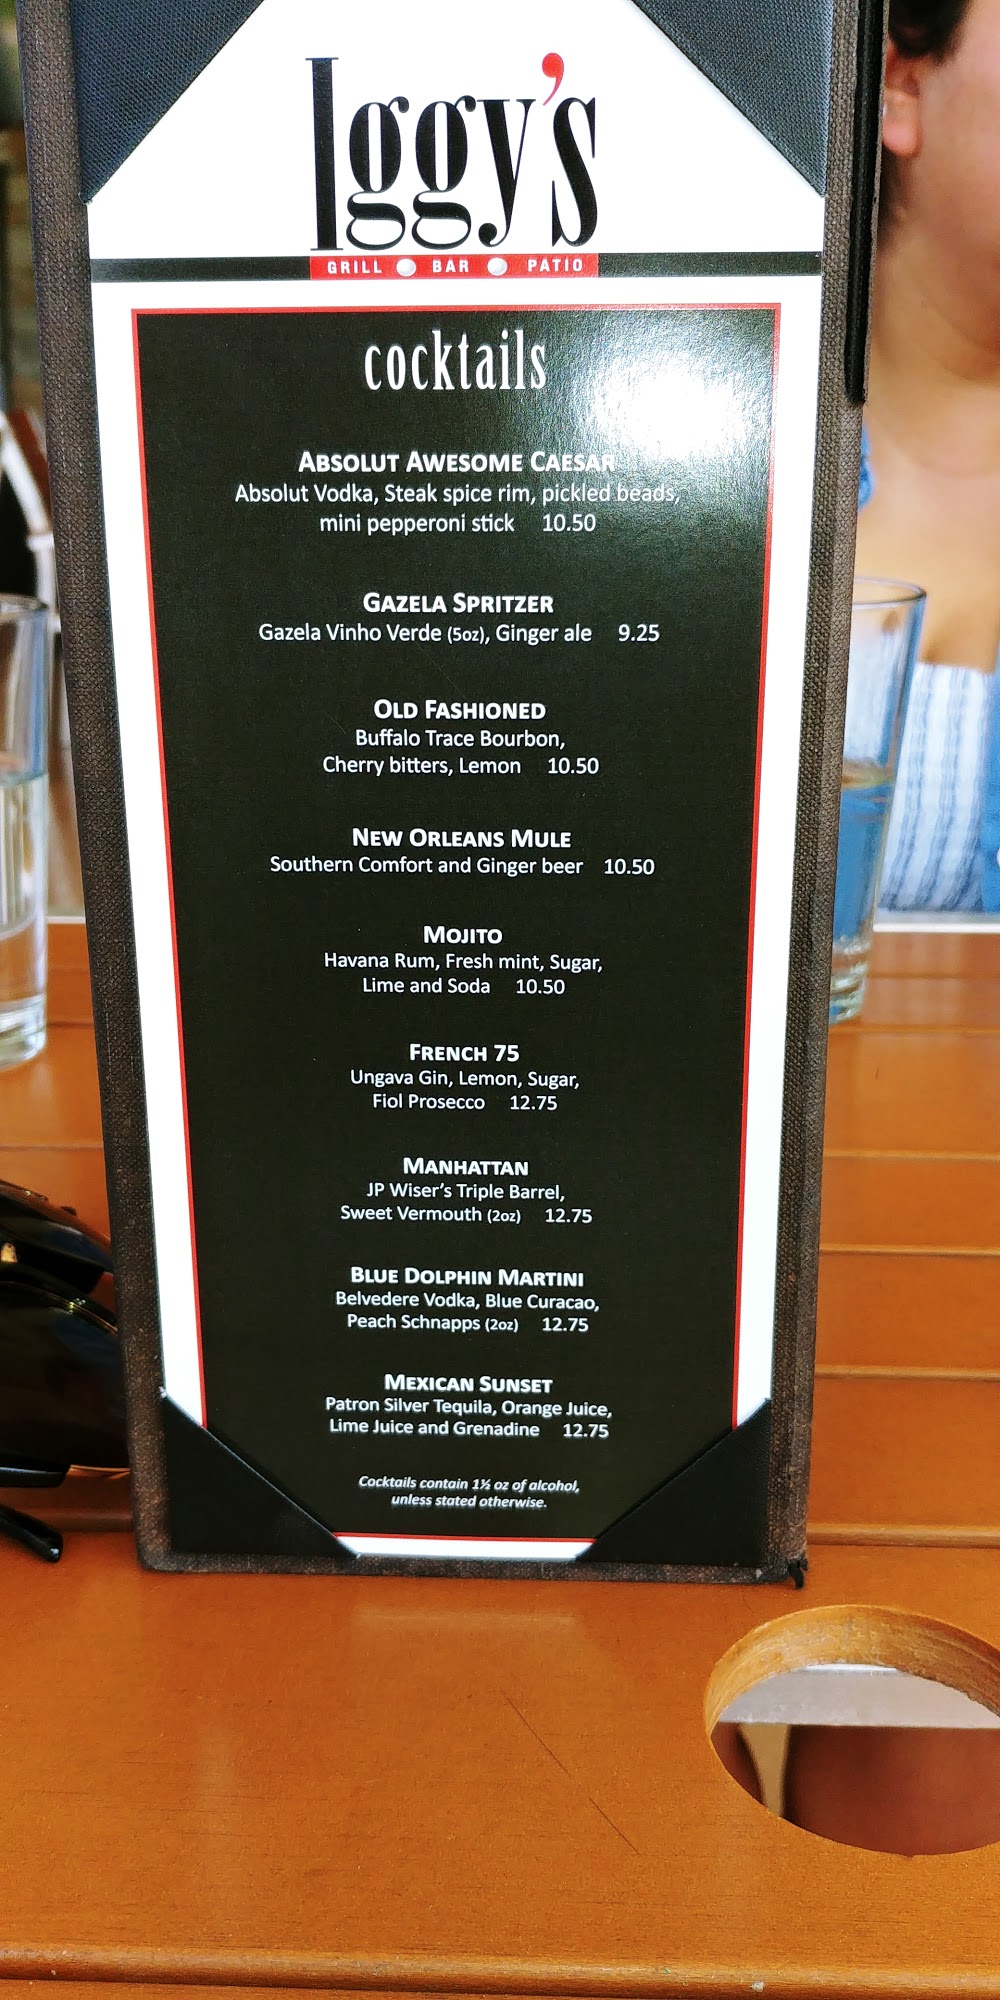 Iggy's
GRILL BAR PATIO
cocktails
ABSOLUT AWESOME CAESAR
Absolut Vodka, Steak spice rim, pickled beads,
mini pepperoni stick 10.50
GAZELA SPRITZER
Gazela Vinho Verde (5oz), Ginger ale 9.25
OLD FASHIONED
Buffalo Trace Bourbon,
Cherry bitters, Lemon 10.50
NEW ORLEANS MULE
Southern Comfort and Ginger beer 10.50
MOJITO
Havana Rum, Fresh mint, Sugar,
Lime and Soda 10.50
FRENCH 75
Ungava Gin, Lemon, Sugar,
Fiol Prosecco 12.75
MANHATTAN
JP Wiser's Triple Barrel,
Sweet Vermouth (2oz) 12.75
BLUE DOLPHIN MARTINI
Belvedere Vodka, Blue Curacao,
Peach Schnapps (2oz) 12.75
MEXICAN SUNSET
Patron Silver Tequila, Orange Juice,
Lime Juice and Grenadine 12.75
Cocktails contain 1½ oz of alcohol,
unless stated otherwise.